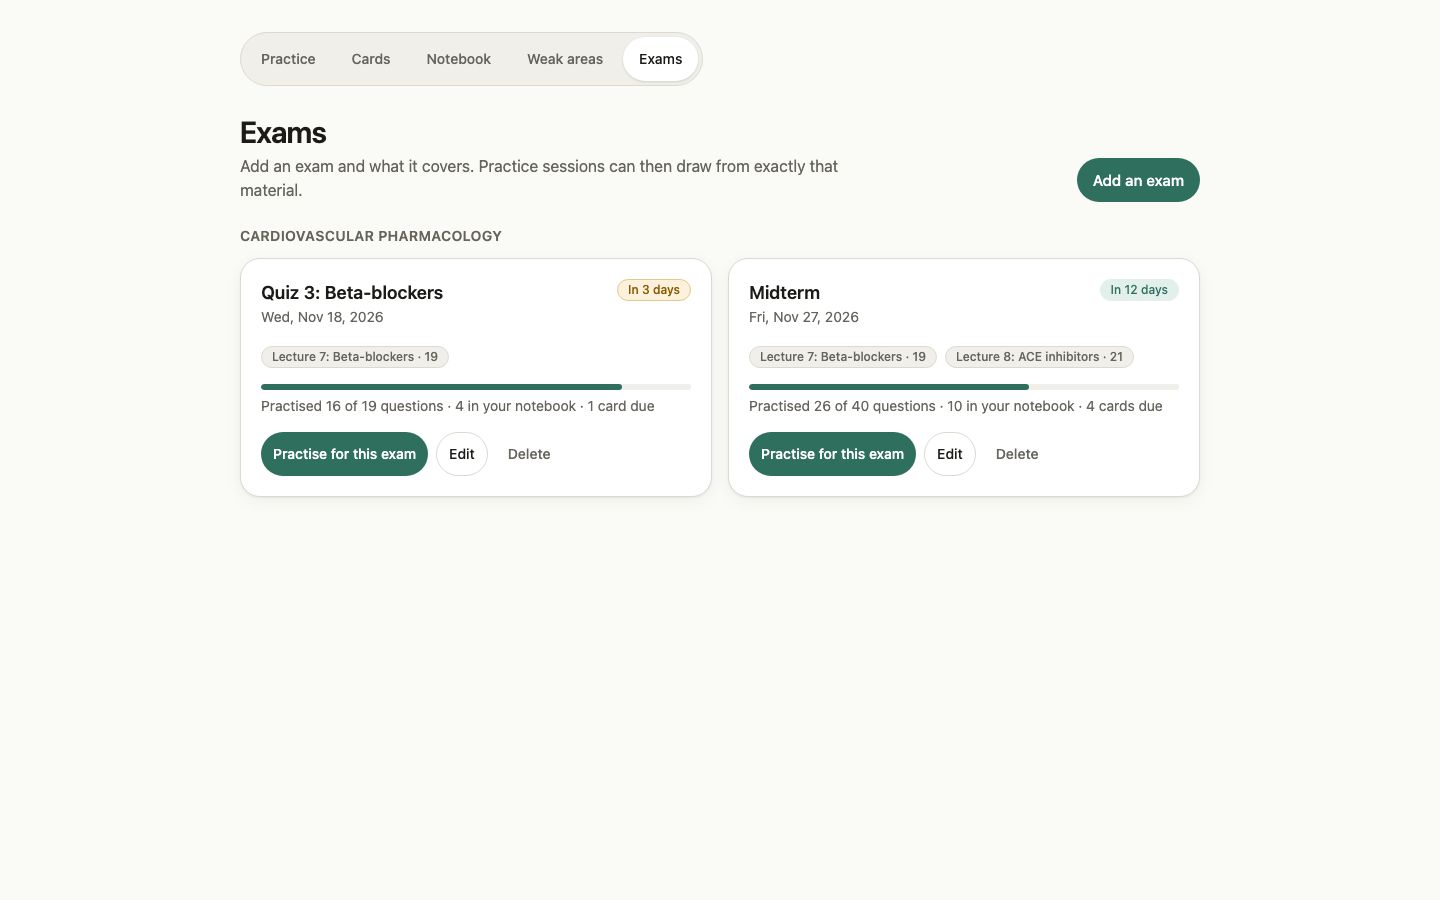 Practice
Cards
Notebook
Weak areas
Exams
Exams
Add an exam and what it covers. Practice sessions can then draw from exactly that
material.
Add an exam
CARDIOVASCULAR PHARMACOLOGY
Quiz 3: Beta-blockers
In 3 days
Wed, Nov 18, 2026
Lecture 7: Beta-blockers · 19
Practised 16 of 19 questions · 4 in your notebook · 1 card due
Practise for this exam
Edit
Delete
Midterm
In 12 days
Fri, Nov 27, 2026
Lecture 7: Beta-blockers · 19
Lecture 8: ACE inhibitors · 21
Practised 26 of 40 questions · 10 in your notebook · 4 cards due
Practise for this exam
Edit
Delete